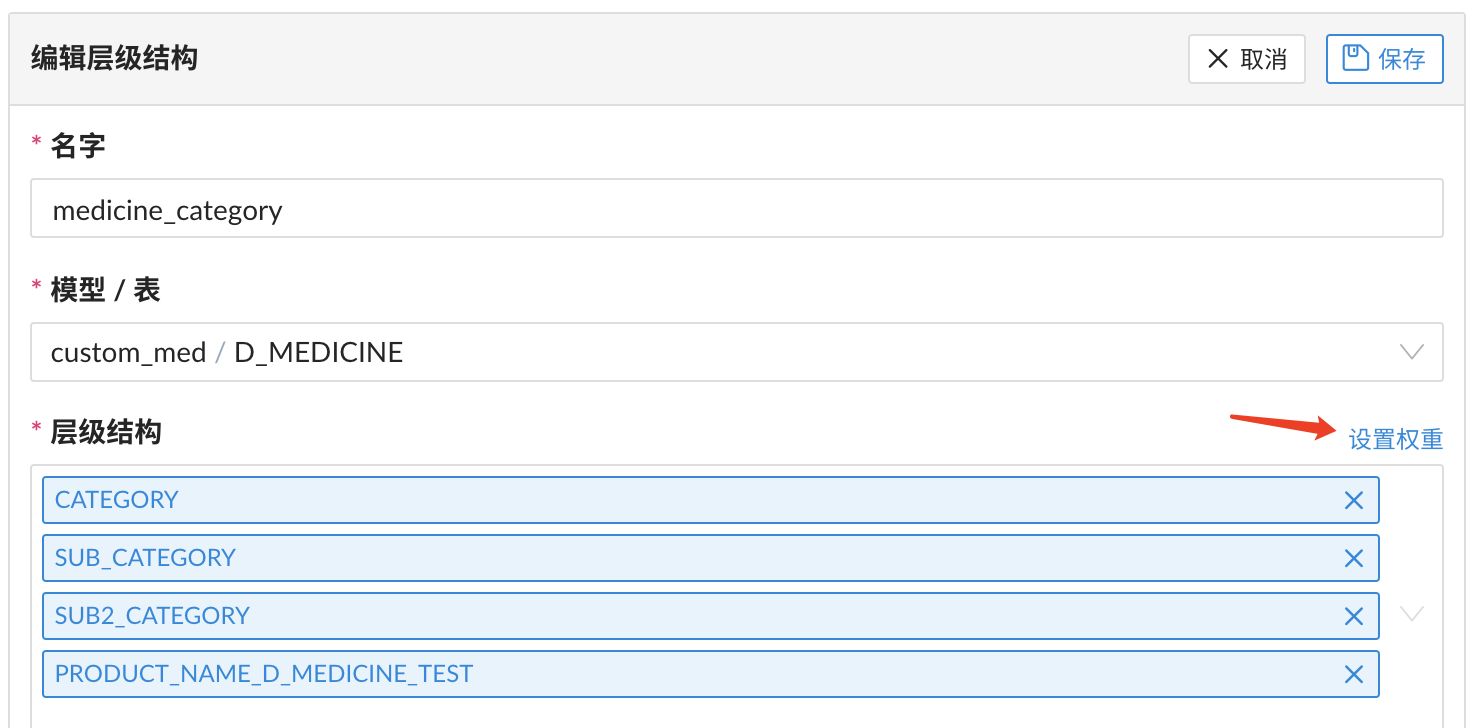 编辑层级结构
取消
保存
* 名字
medicine_category
* 模型 / 表
custom_med / D_MEDICINE
* 层级结构
设置权重
CATEGORY
SUB_CATEGORY
SUB2_CATEGORY
PRODUCT_NAME_D_MEDICINE_TEST